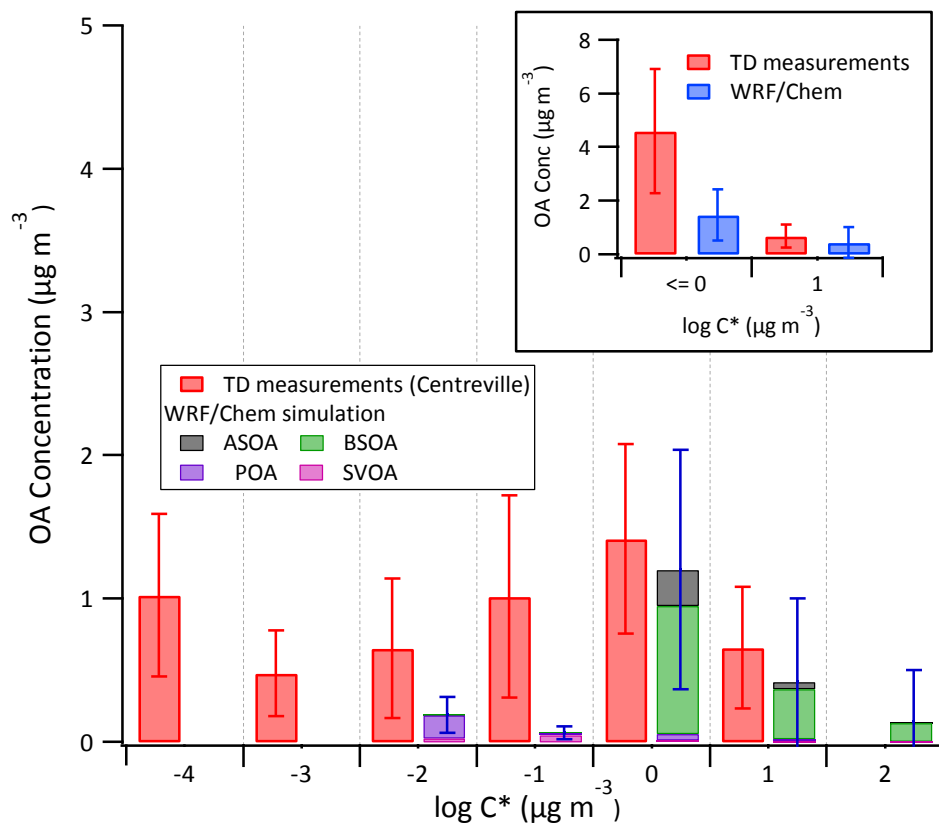 5
4
3
2
1
0
OA Concentration (µg m⁻³)
-4
-3
-2
-1
0
1
2
log C* (µg m⁻³)
TD measurements (Centreville)
WRF/Chem simulation
ASOA
BSOA
POA
SVOA
8
6
4
2
0
OA Conc (µg m⁻³)
TD measurements
WRF/Chem
<= 0
1
log C* (µg m⁻³)